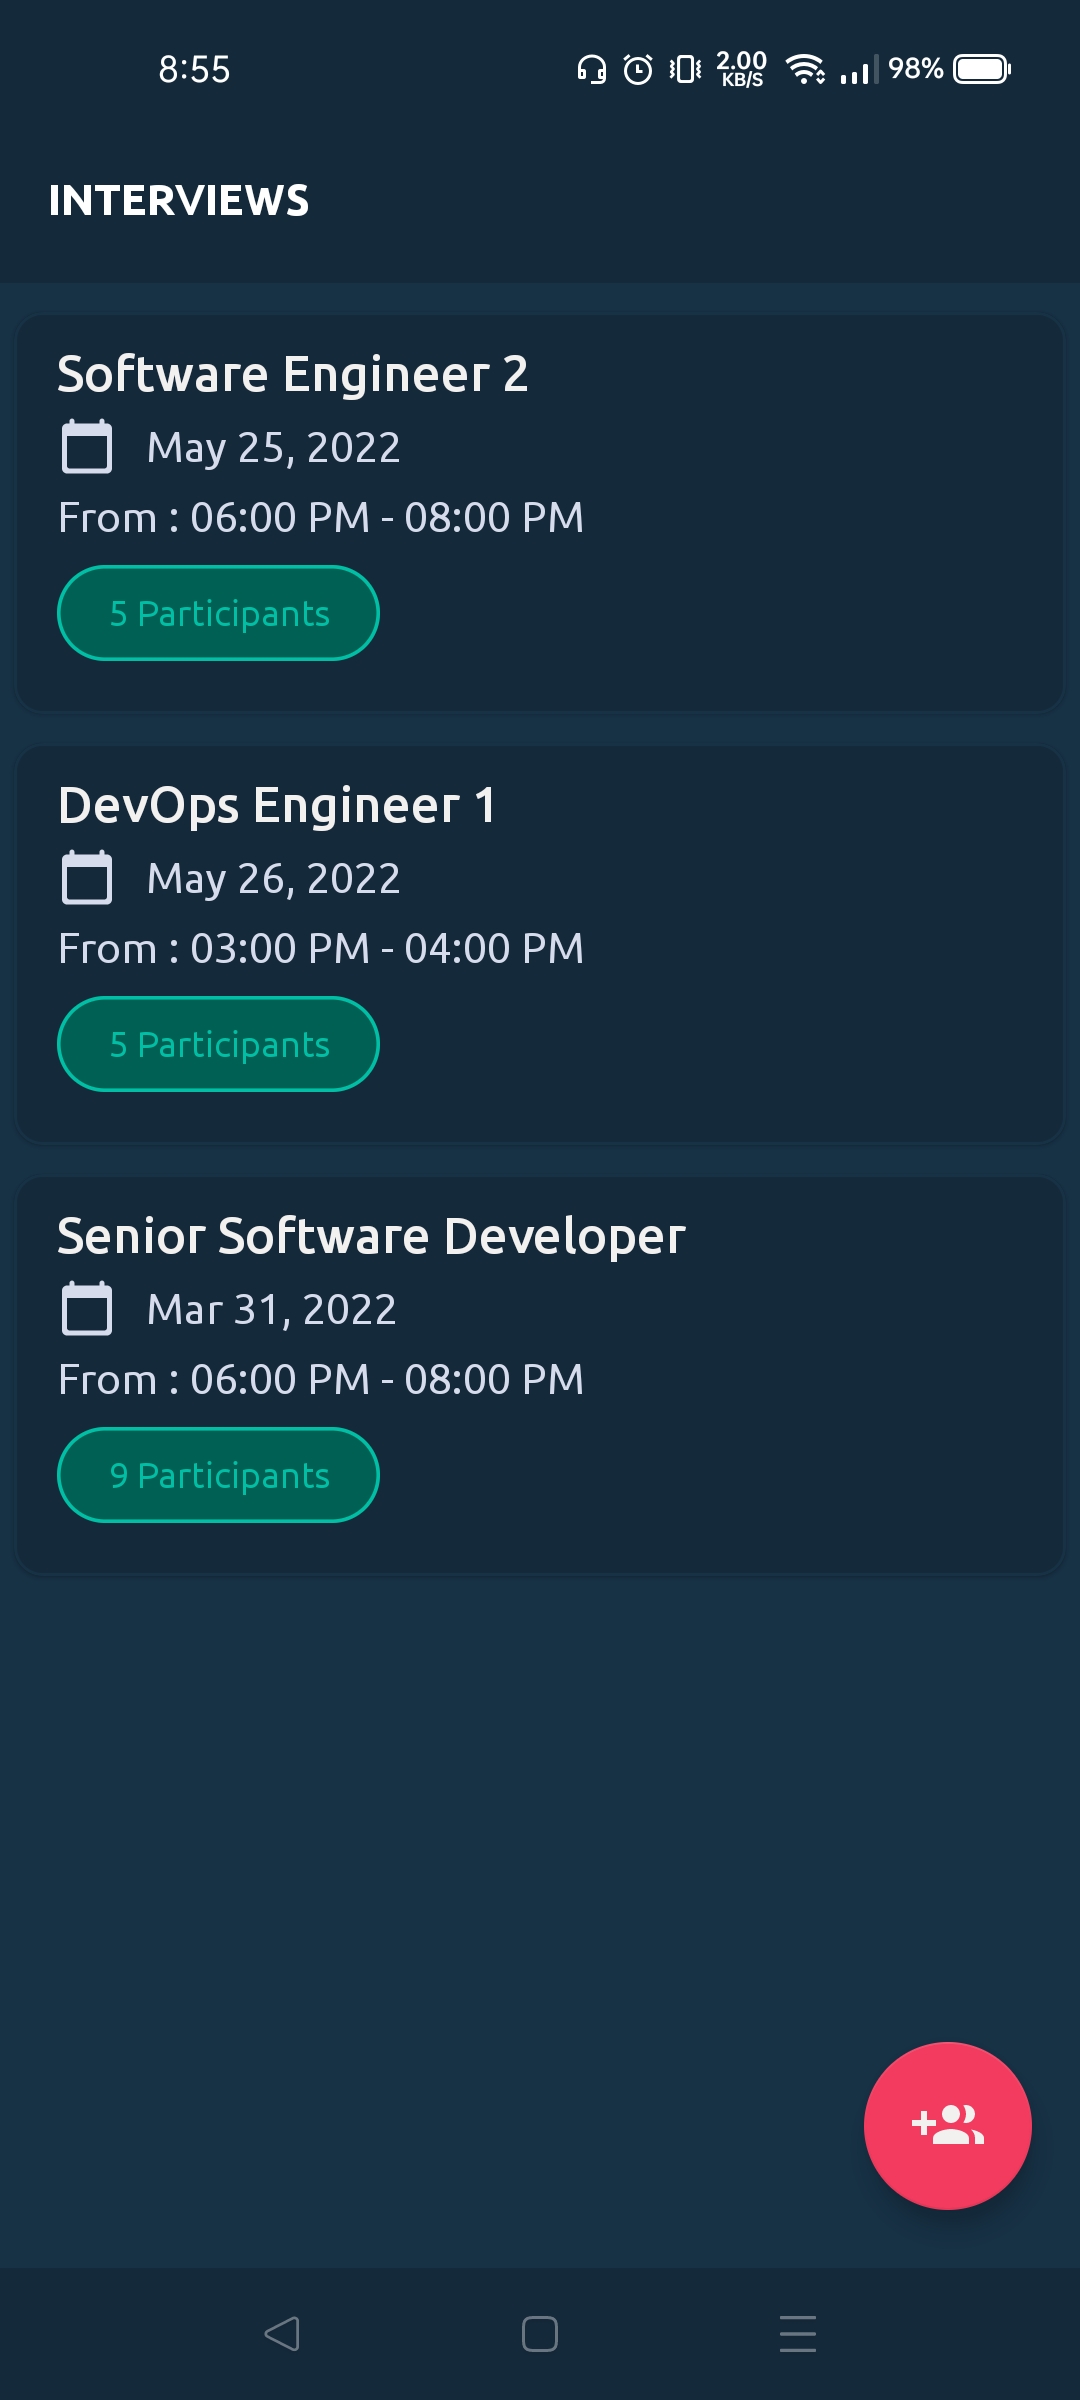 8:55 2.00 KB/S 98%
INTERVIEWS
Software Engineer 2
May 25, 2022
From : 06:00 PM - 08:00 PM
5 Participants
DevOps Engineer 1
May 26, 2022
From : 03:00 PM - 04:00 PM
5 Participants
Senior Software Developer
Mar 31, 2022
From : 06:00 PM - 08:00 PM
9 Participants